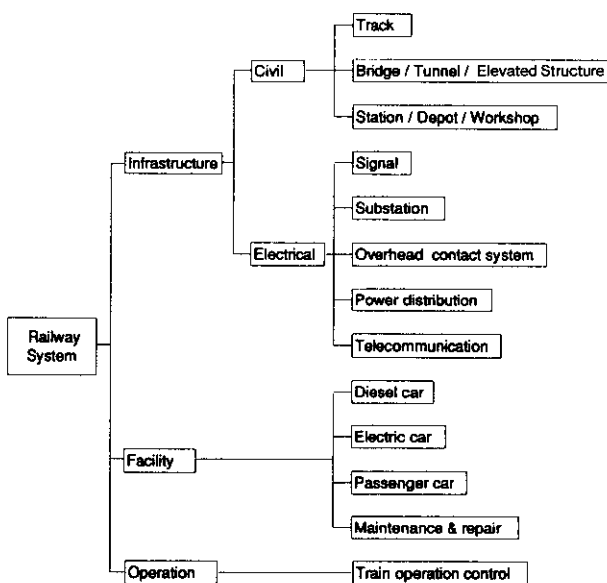 Track
Civil
Bridge / Tunnel / Elevated Structure
Station / Depot / Workshop
Infrastructure
Signal
Substation
Electrical
Overhead contact system
Power distribution
Railway
System
Telecommunication
Diesel car
Electric car
Facility
Passenger car
Maintenance & repair
Operation
Train operation control